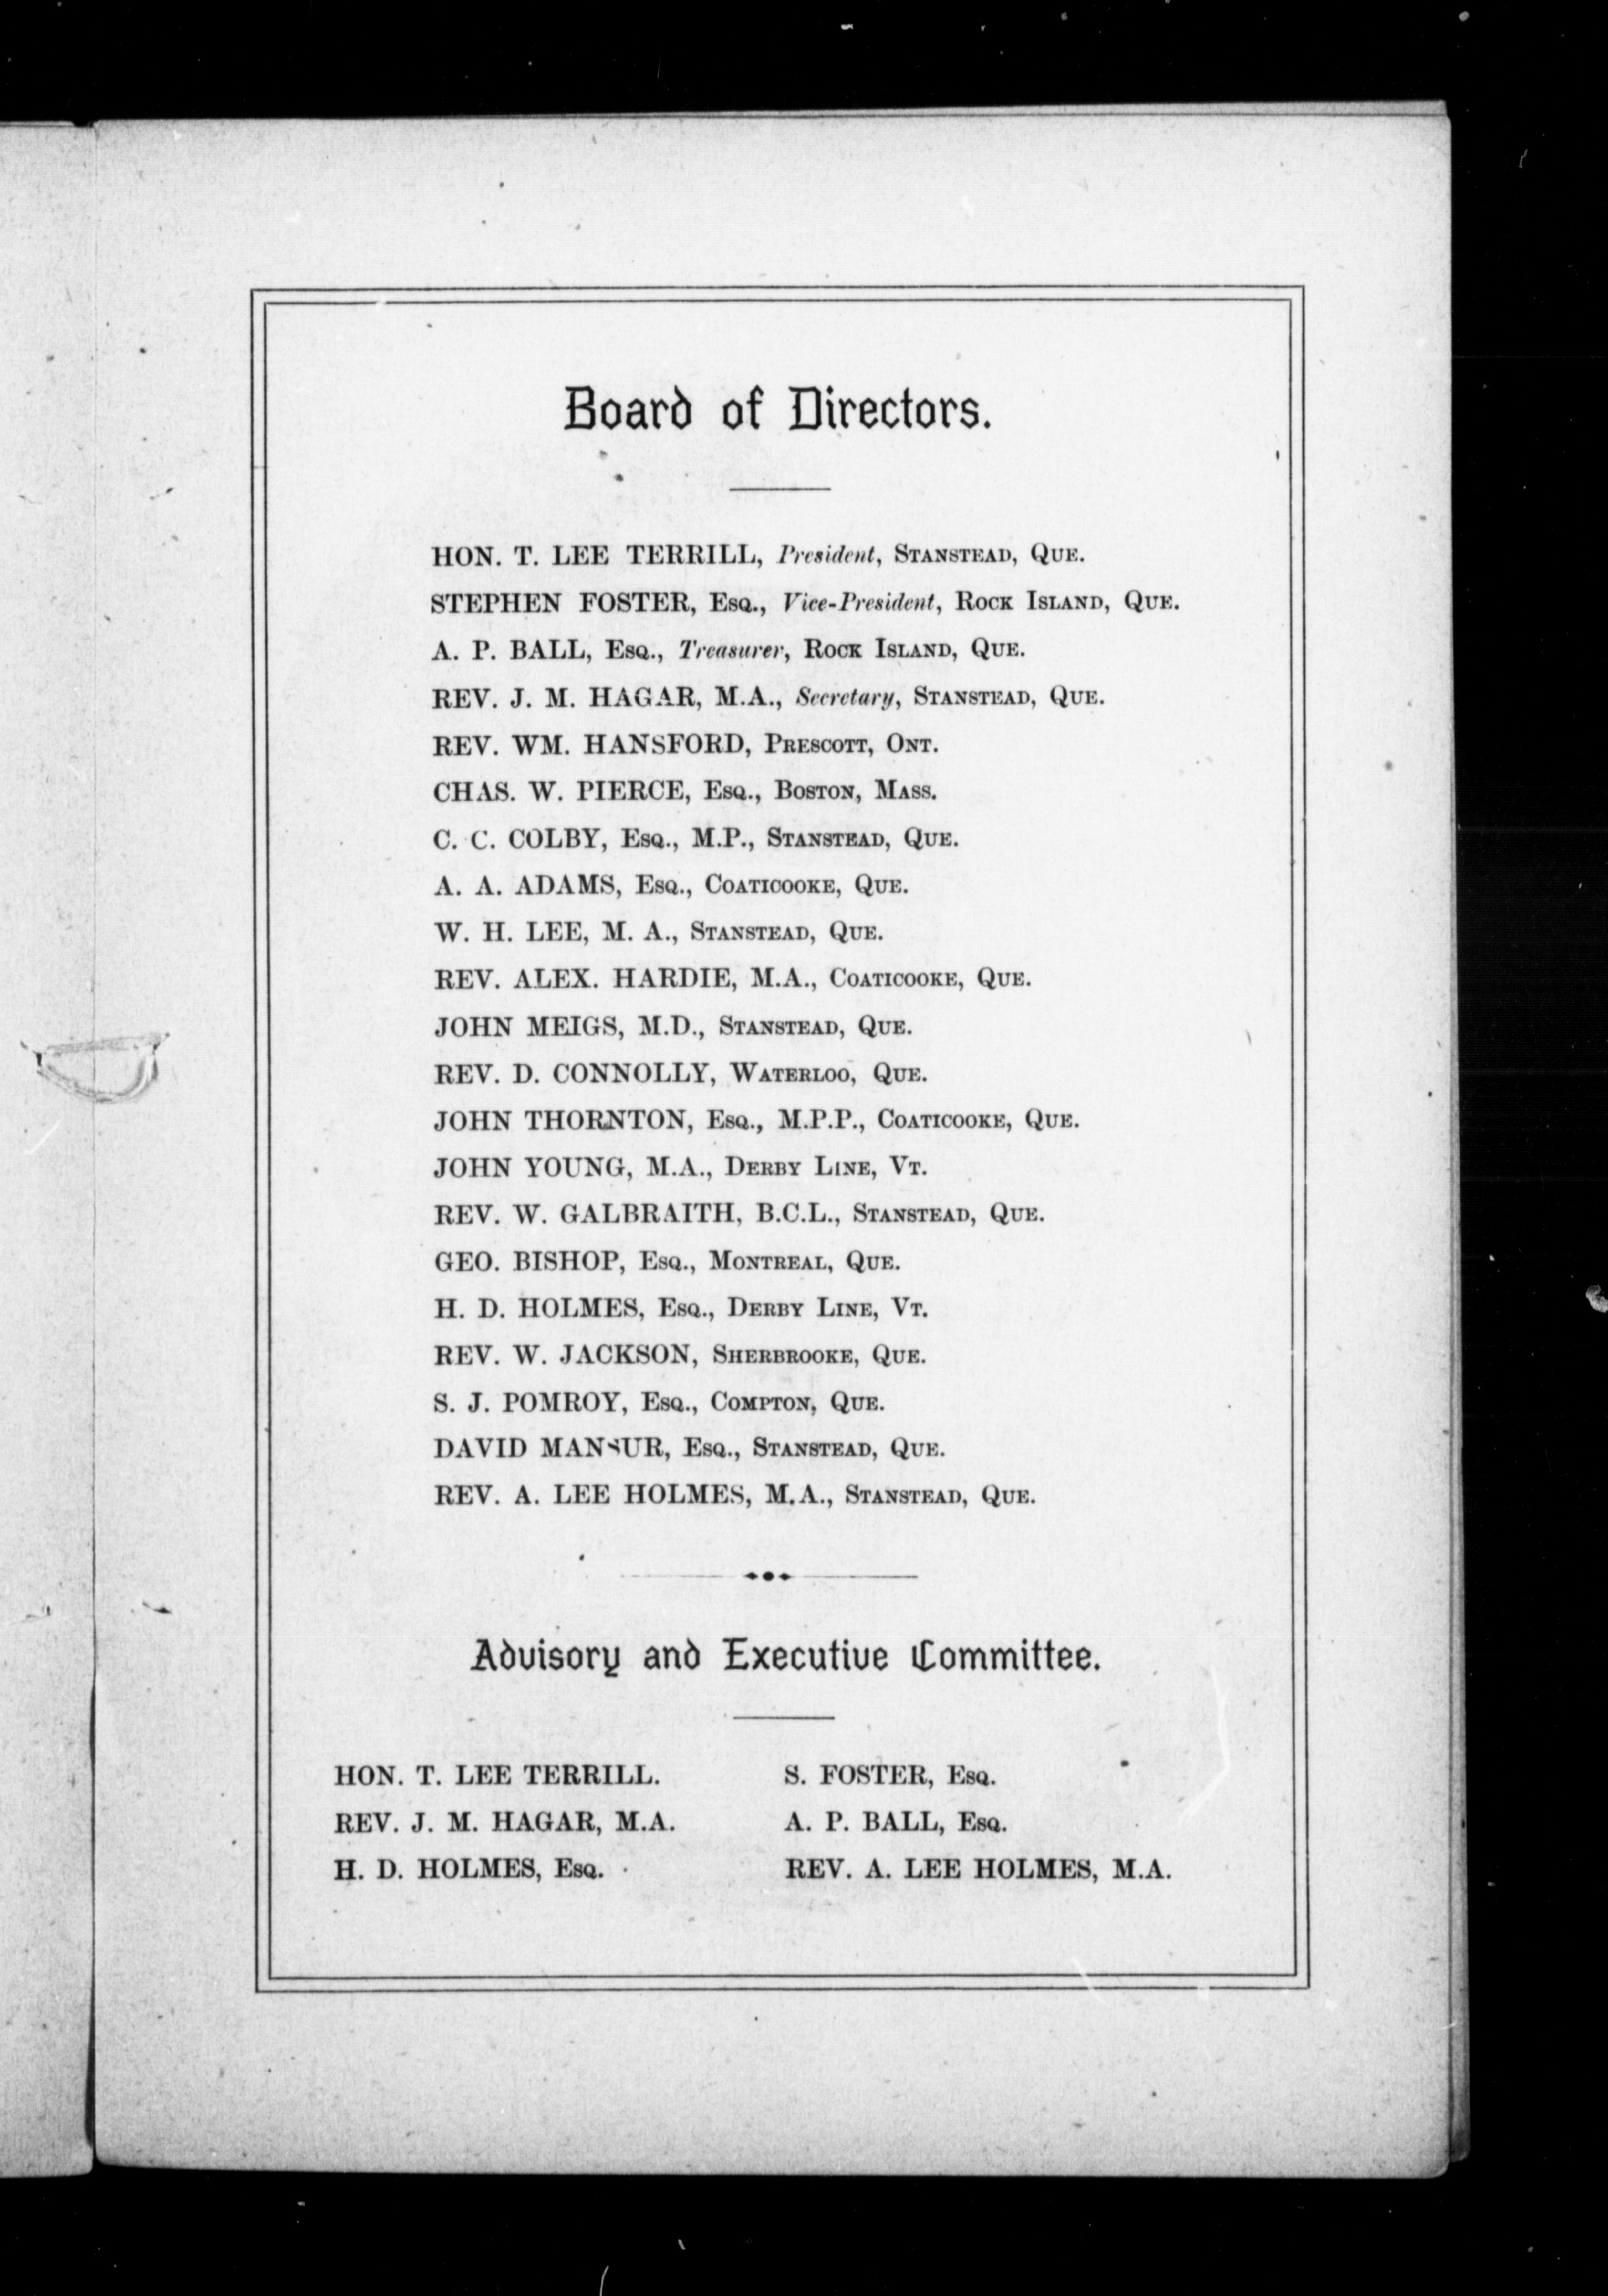 Board of Directors.
HON. T. LEE TERRILL, President, STANSTEAD, QUE.
STEPHEN FOSTER, ESQ., Vice-President, ROCK ISLAND, QUE.
A. P. BALL, ESQ., Treasurer, ROCK ISLAND, QUE.
REV. J. M. HAGAR, M.A., Secretary, STANSTEAD, QUE.
REV. WM. HANSFORD, PRESCOTT, ONT.
CHAS. W. PIERCE, ESQ., BOSTON, MASS.
C. C. COLBY, ESQ., M.P., STANSTEAD, QUE.
A. A. ADAMS, ESQ., COATICOOKE, QUE.
W. H. LEE, M. A., STANSTEAD, QUE.
REV. ALEX. HARDIE, M.A., COATICOOKE, QUE.
JOHN MEIGS, M.D., STANSTEAD, QUE.
REV. D. CONNOLLY, WATERLOO, QUE.
JOHN THORNTON, ESQ., M.P.P., COATICOOKE, QUE.
JOHN YOUNG, M.A., DERBY LINE, VT.
REV. W. GALBRAITH, B.C.L., STANSTEAD, QUE.
GEO. BISHOP, ESQ., MONTREAL, QUE.
H. D. HOLMES, ESQ., DERBY LINE, VT.
REV. W. JACKSON, SHERBROOKE, QUE.
S. J. POMROY, ESQ., COMPTON, QUE.
DAVID MANSUR, ESQ., STANSTEAD, QUE.
REV. A. LEE HOLMES, M.A., STANSTEAD, QUE.
Advisory and Executive Committee.
HON. T. LEE TERRILL.
REV. J. M. HAGAR, M.A.
H. D. HOLMES, ESQ.
S. FOSTER, ESQ.
A. P. BALL, ESQ.
REV. A. LEE HOLMES, M.A.